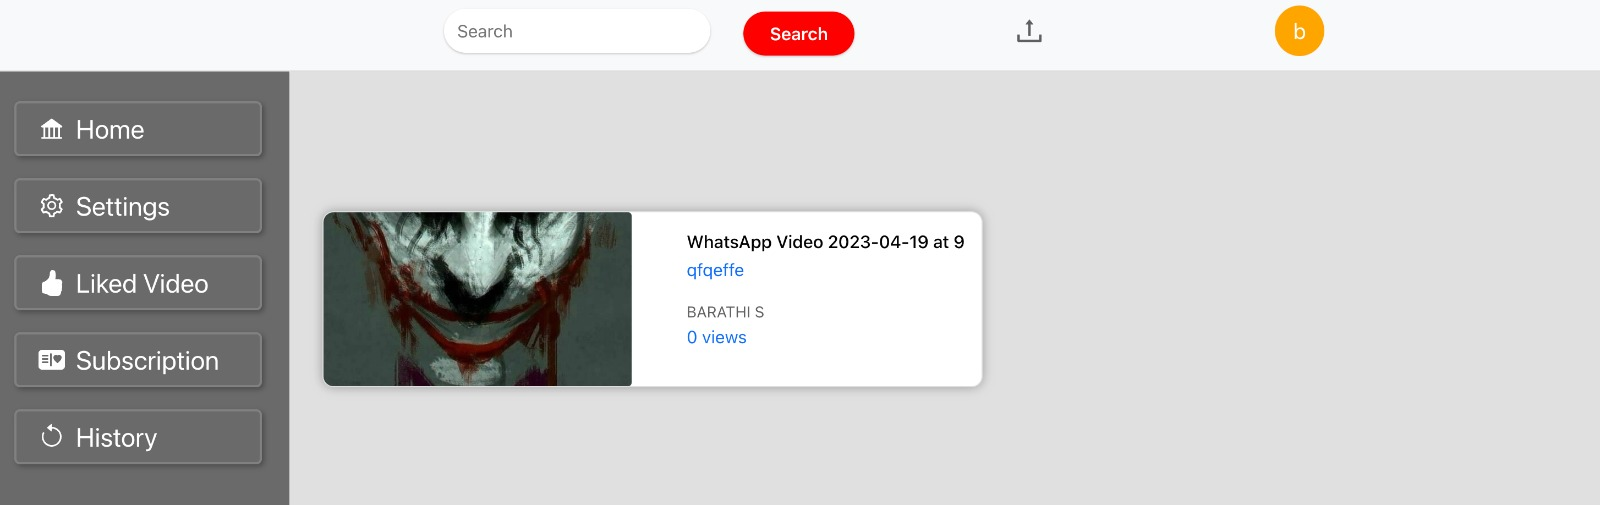 Search
Search
b
Home
Settings
Liked Video
Subscription
History
WhatsApp Video 2023-04-19 at 9
qfqeffe
BARATHI S
0 views